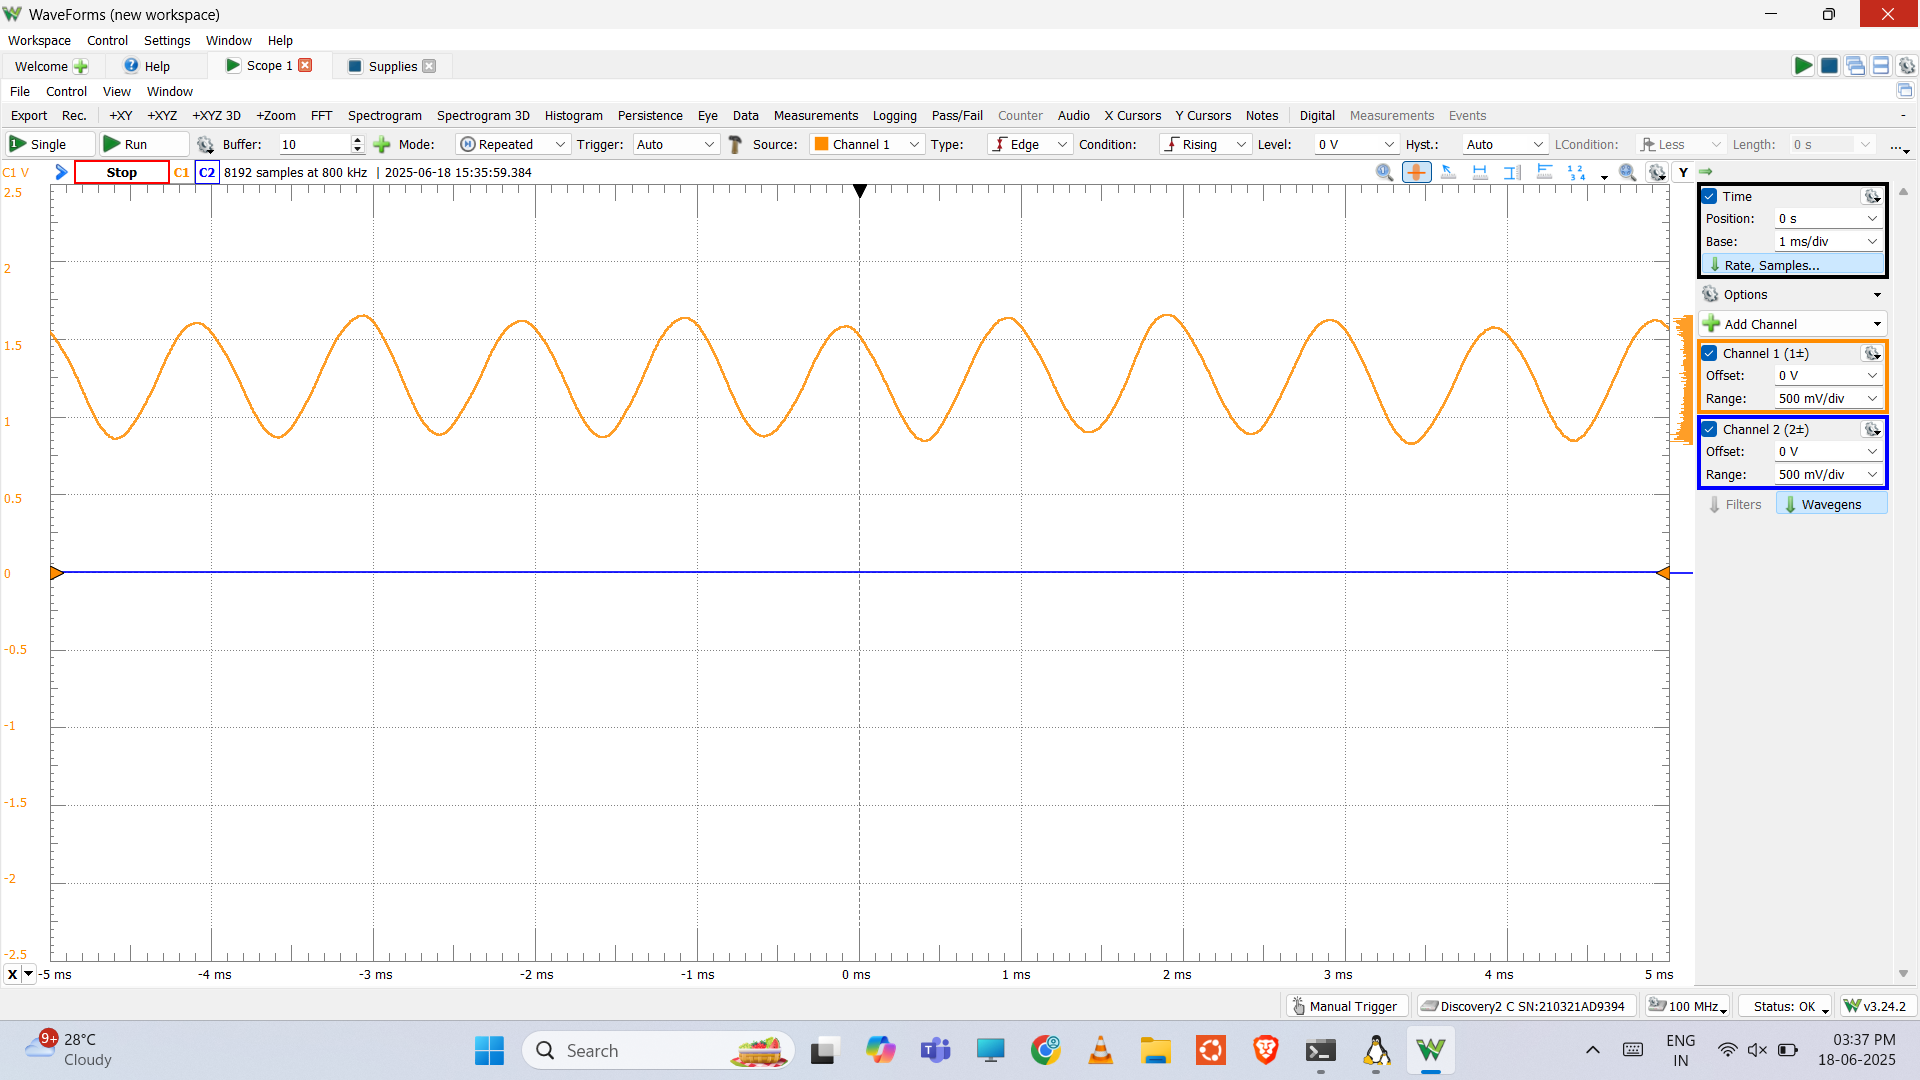 WaveForms (new workspace)
Workspace Control Settings Window Help
Welcome Help Scope 1 Supplies
File Control View Window
Export Rec. +XY +XYZ +XYZ 3D +Zoom FFT Spectrogram Spectrogram 3D Histogram Persistence Eye Data Measurements Logging Pass/Fail Counter Audio X Cursors Y Cursors Notes Digital Measurements Events
Single Run Buffer: 10 Mode: Repeated Trigger: Auto Source: Channel 1 Type: Edge Condition: Rising Level: 0 V Hyst.: Auto LCondition: Less Length: 0 s ...
C1 V Stop C1 C2 8192 samples at 800 kHz | 2025-06-18 15:35:59.384 Y
2.5
2
1.5
1
0.5
0
-0.5
-1
-1.5
-2
-2.5
X -5 ms -4 ms -3 ms -2 ms -1 ms 0 ms 1 ms 2 ms 3 ms 4 ms 5 ms
Time
Position: 0 s
Base: 1 ms/div
Rate, Samples...
Options
Add Channel
Channel 1 (1±)
Offset: 0 V
Range: 500 mV/div
Channel 2 (2±)
Offset: 0 V
Range: 500 mV/div
Filters Wavegens
Manual Trigger Discovery2 C SN:210321AD9394 100 MHz Status: OK v3.24.2
9+ 28°C
Cloudy
Search
ENG
IN
03:37 PM
18-06-2025